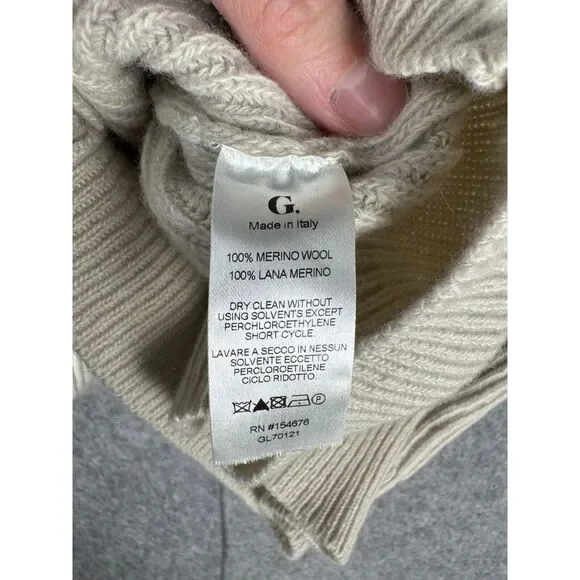 G.
Made in Italy
100% MERINO WOOL
100% LANA MERINO
DRY CLEAN WITHOUT
USING SOLVENTS EXCEPT
PERCHLOROETHYLENE
SHORT CYCLE.
LAVARE A SECCO IN NESSUN
SOLVENTE ECCETTO
PERCLOROETILENE
CICLO RIDOTTO.
P
RN #154676
GL70121